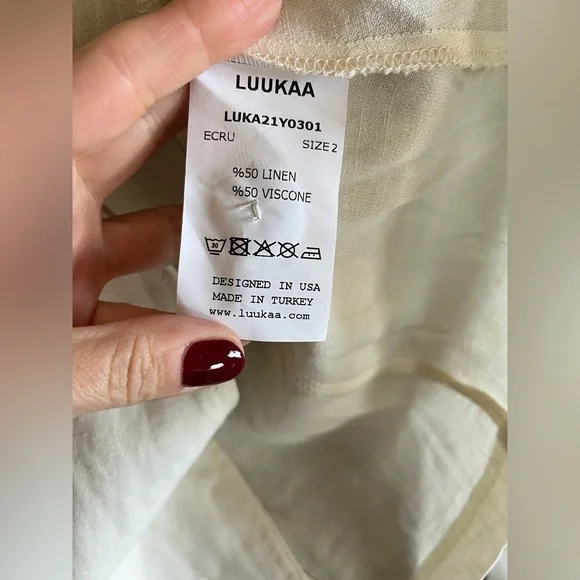 LUUKAA
LUKA21Y0301
ECRU SIZE 2
%50 LINEN
%50 VISCONE
30
DESIGNED IN USA
MADE IN TURKEY
www.luukaa.com